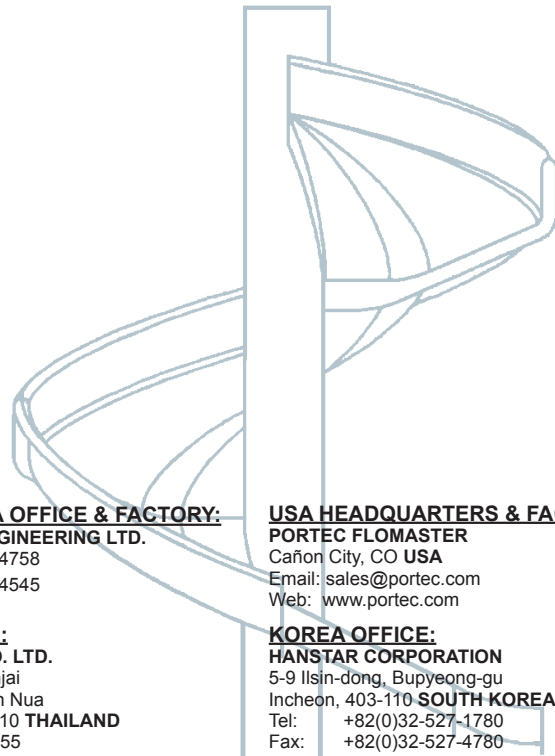 A OFFICE & FACTORY:
GINEERING LTD.
4758
4545
:
O. LTD.
jai
n Nua
10 THAILAND
55
USA HEADQUARTERS & FAC
PORTEC FLOMASTER
Cañon City, CO USA
Email: sales@portec.com
Web: www.portec.com
KOREA OFFICE:
HANSTAR CORPORATION
5-9 Ilsin-dong, Bupyeong-gu
Incheon, 403-110 SOUTH KOREA
Tel: +82(0)32-527-1780
Fax: +82(0)32-527-4780